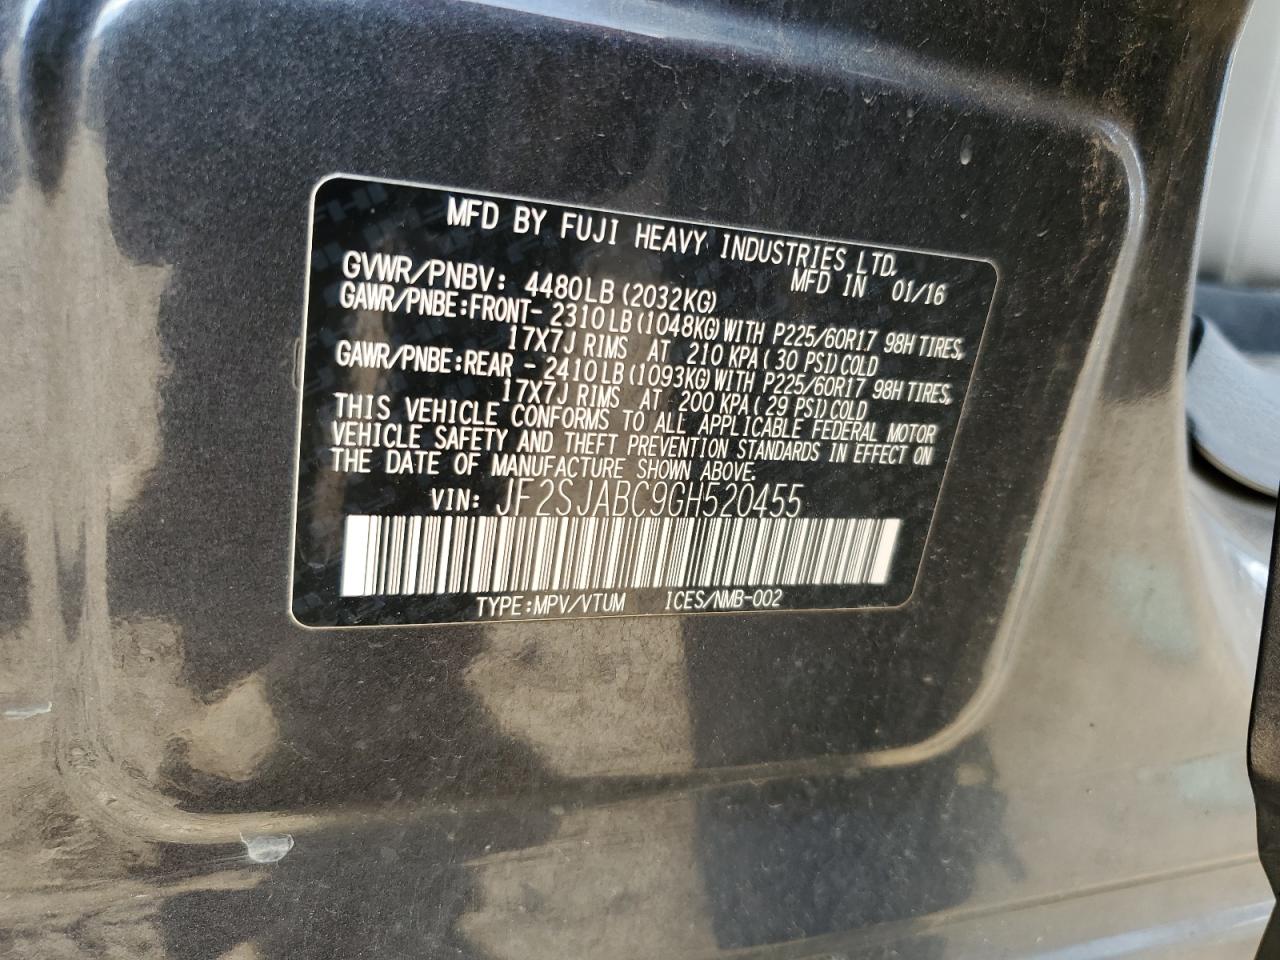 MFD BY FUJI HEAVY INDUSTRIES LTD.
MFD IN 01/16
GVWR/PNBV: 4480LB (2032KG)
GAWR/PNBE:FRONT- 2310LB (1048KG) WITH P225/60R17 98H TIRES,
17X7J RIMS AT 210 KPA ( 30 PSI) COLD
GAWR/PNBE:REAR - 2410LB (1093KG) WITH P225/60R17 98H TIRES,
17X7J RIMS AT 200 KPA ( 29 PSI) COLD
THIS VEHICLE CONFORMS TO ALL APPLICABLE FEDERAL MOTOR
VEHICLE SAFETY AND THEFT PREVENTION STANDARDS IN EFFECT ON
THE DATE OF MANUFACTURE SHOWN ABOVE.
VIN: JF2SJABC9GH520455
TYPE:MPV/VTUM ICES/NMB-002